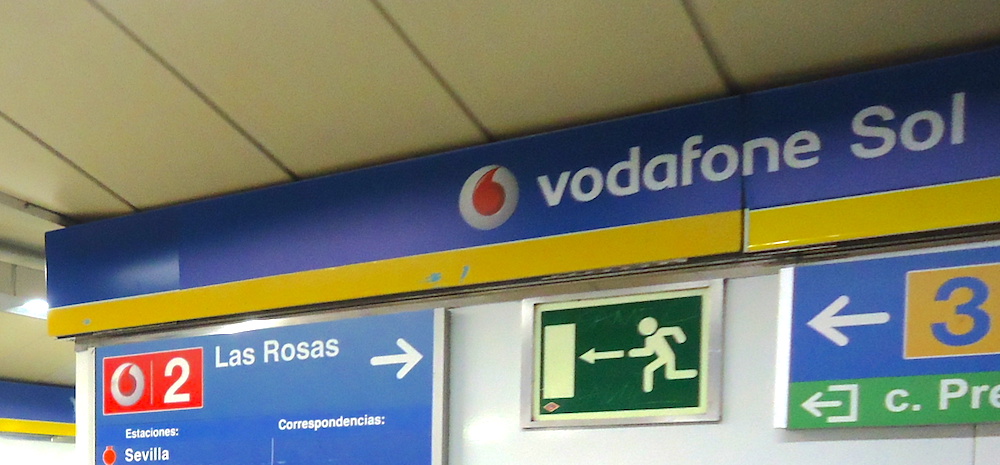 vodafone Sol
2 Las Rosas
Estaciones:
Correspondencias:
Sevilla
3
c. Pre